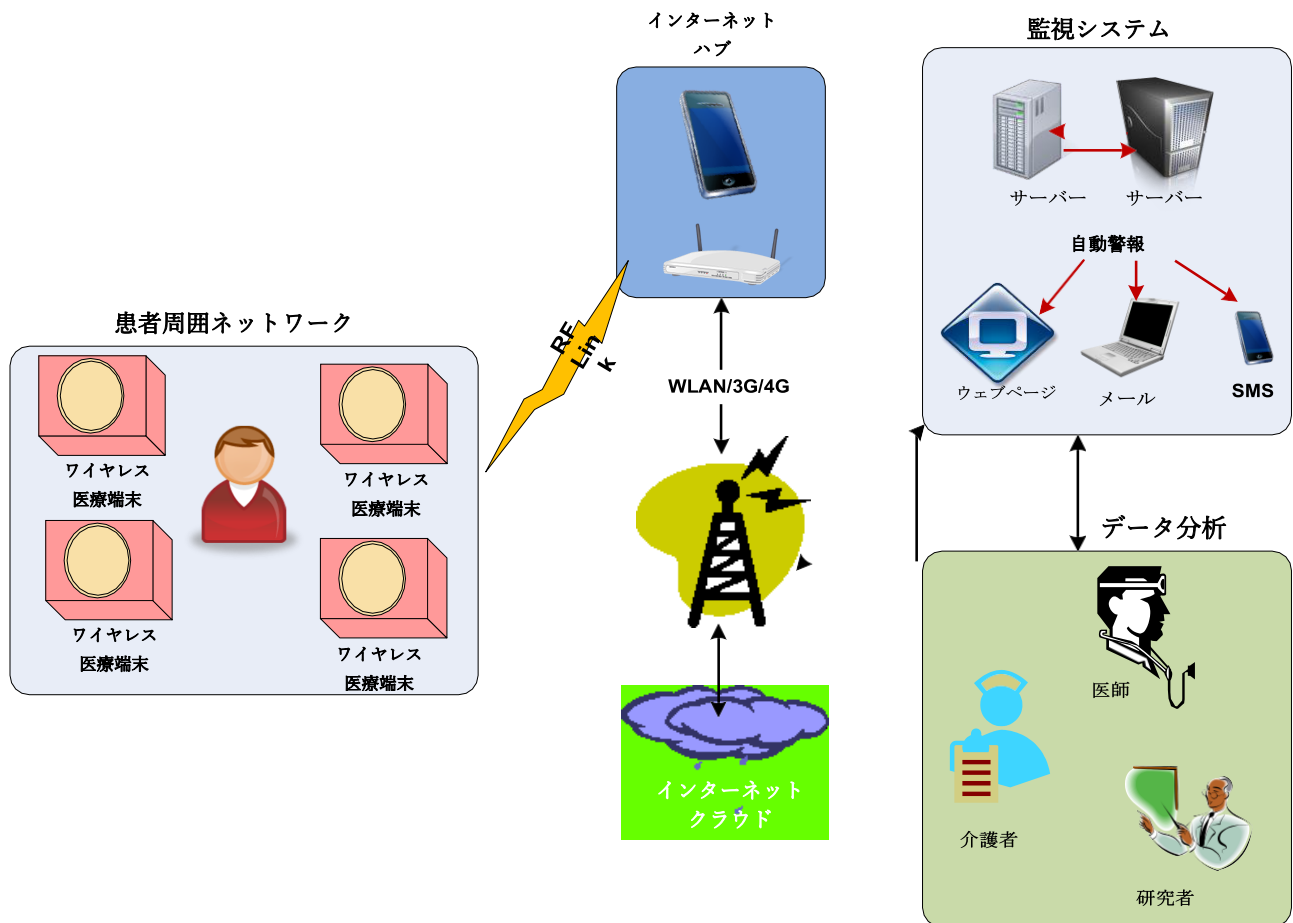 インターネット
ハブ
監視システム
サーバー
サーバー
自動警報
ウェブページ
メール
SMS
患者周囲ネットワーク
ワイヤレス
医療端末
ワイヤレス
医療端末
ワイヤレス
医療端末
ワイヤレス
医療端末
RF
Lin
k
WLAN/3G/4G
インターネット
クラウド
データ分析
医師
介護者
研究者